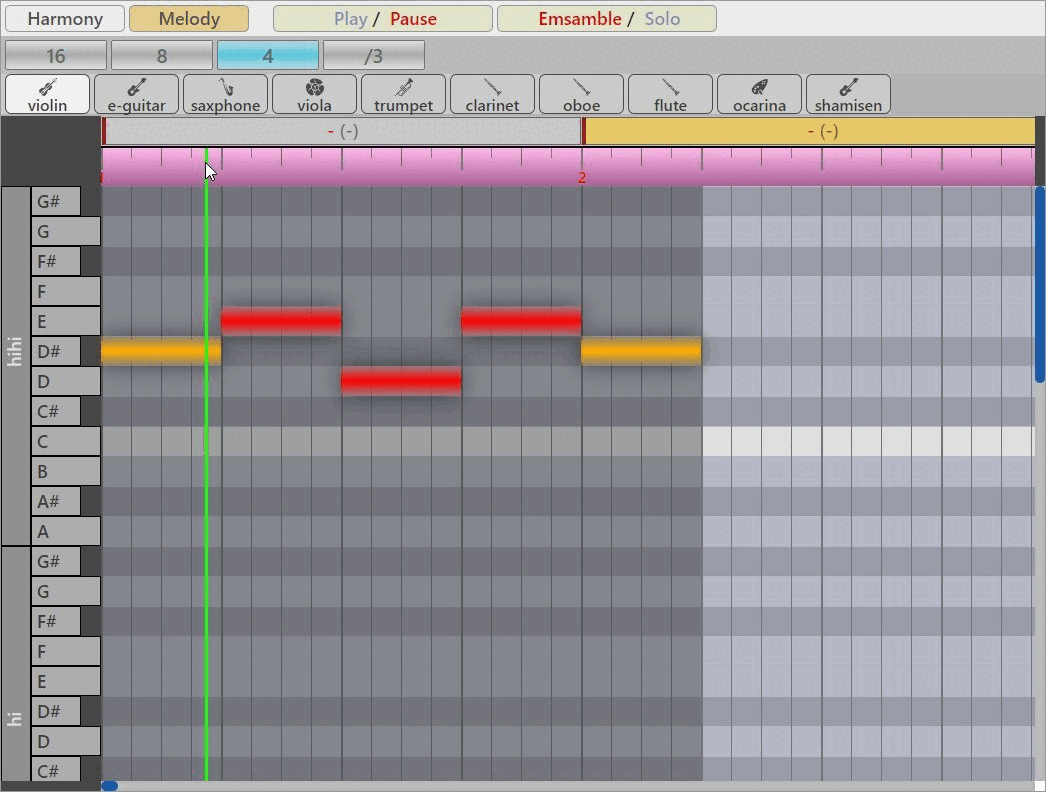 Harmony Melody Play / Pause Emsamble / Solo
16 8 4 /3
violin e-guitar saxphone viola trumpet clarinet oboe flute ocarina shamisen
- (-) - (-)
2
G#
G
F#
F
E
hihi
D#
D
C#
C
B
A#
A
G#
G
F#
F
E
D#
hi
D
C#